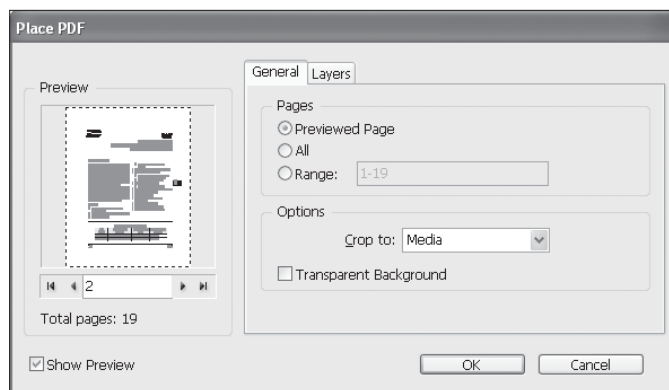 Place PDF
Preview
2
Total pages: 19
Show Preview
General Layers
Pages
Previewed Page
All
Range: 1-19
Options
Crop to: Media
Transparent Background
OK Cancel